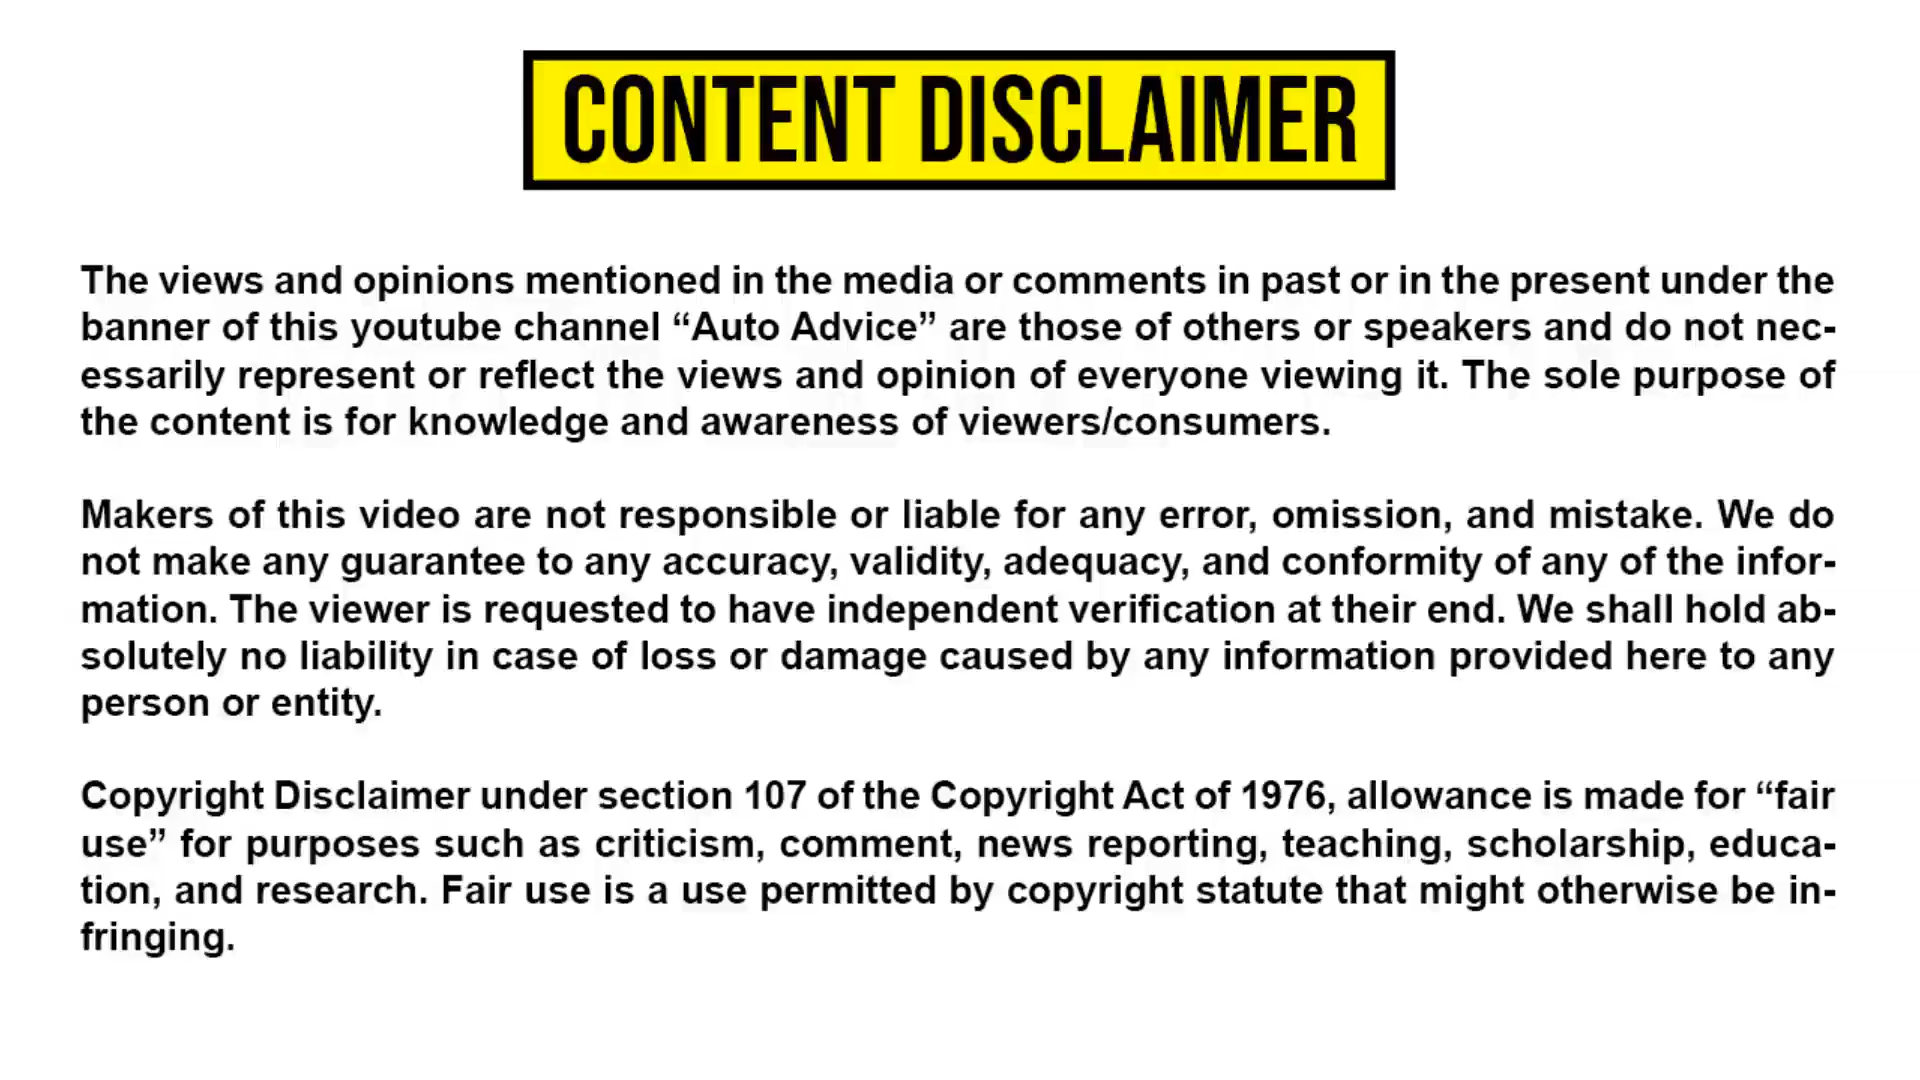 CONTENT DISCLAIMER
The views and opinions mentioned in the media or comments in past or in the present under the
banner of this youtube channel “Auto Advice” are those of others or speakers and do not nec-
essarily represent or reflect the views and opinion of everyone viewing it. The sole purpose of
the content is for knowledge and awareness of viewers/consumers.
Makers of this video are not responsible or liable for any error, omission, and mistake. We do
not make any guarantee to any accuracy, validity, adequacy, and conformity of any of the infor-
mation. The viewer is requested to have independent verification at their end. We shall hold ab-
solutely no liability in case of loss or damage caused by any information provided here to any
person or entity.
Copyright Disclaimer under section 107 of the Copyright Act of 1976, allowance is made for “fair
use” for purposes such as criticism, comment, news reporting, teaching, scholarship, educa-
tion, and research. Fair use is a use permitted by copyright statute that might otherwise be in-
fringing.